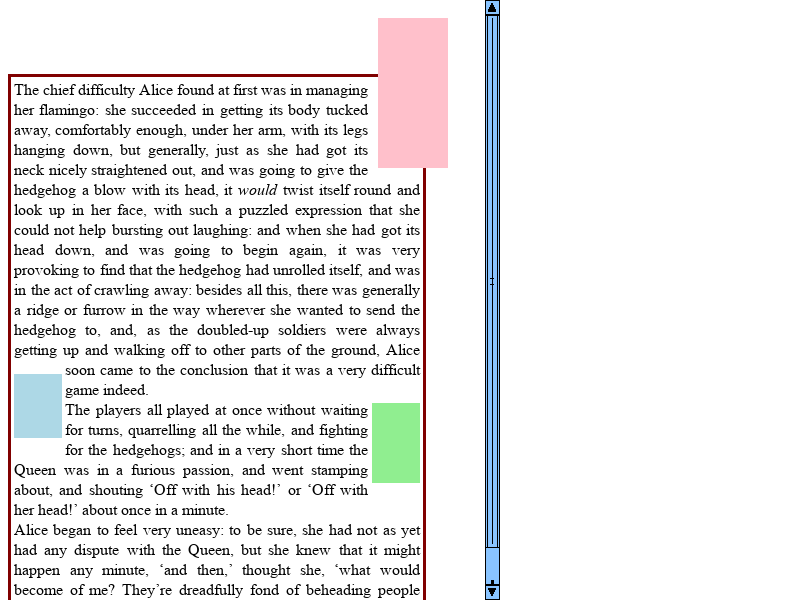 The chief difficulty Alice found at first was in managing
her flamingo: she succeeded in getting its body tucked
away, comfortably enough, under her arm, with its legs
hanging down, but generally, just as she had got its
neck nicely straightened out, and was going to give the
hedgehog a blow with its head, it would twist itself round and
look up in her face, with such a puzzled expression that she
could not help bursting out laughing: and when she had got its
head down, and was going to begin again, it was very
provoking to find that the hedgehog had unrolled itself, and was
in the act of crawling away: besides all this, there was generally
a ridge or furrow in the way wherever she wanted to send the
hedgehog to, and, as the doubled-up soldiers were always
getting up and walking off to other parts of the ground, Alice
soon came to the conclusion that it was a very difficult
game indeed.
The players all played at once without waiting
for turns, quarrelling all the while, and fighting
for the hedgehogs; and in a very short time the
Queen was in a furious passion, and went stamping
about, and shouting ‘Off with his head!’ or ‘Off with
her head!’ about once in a minute.
Alice began to feel very uneasy: to be sure, she had not as yet
had any dispute with the Queen, but she knew that it might
happen any minute, ‘and then,’ thought she, ‘what would
become of me? They’re dreadfully fond of beheading people